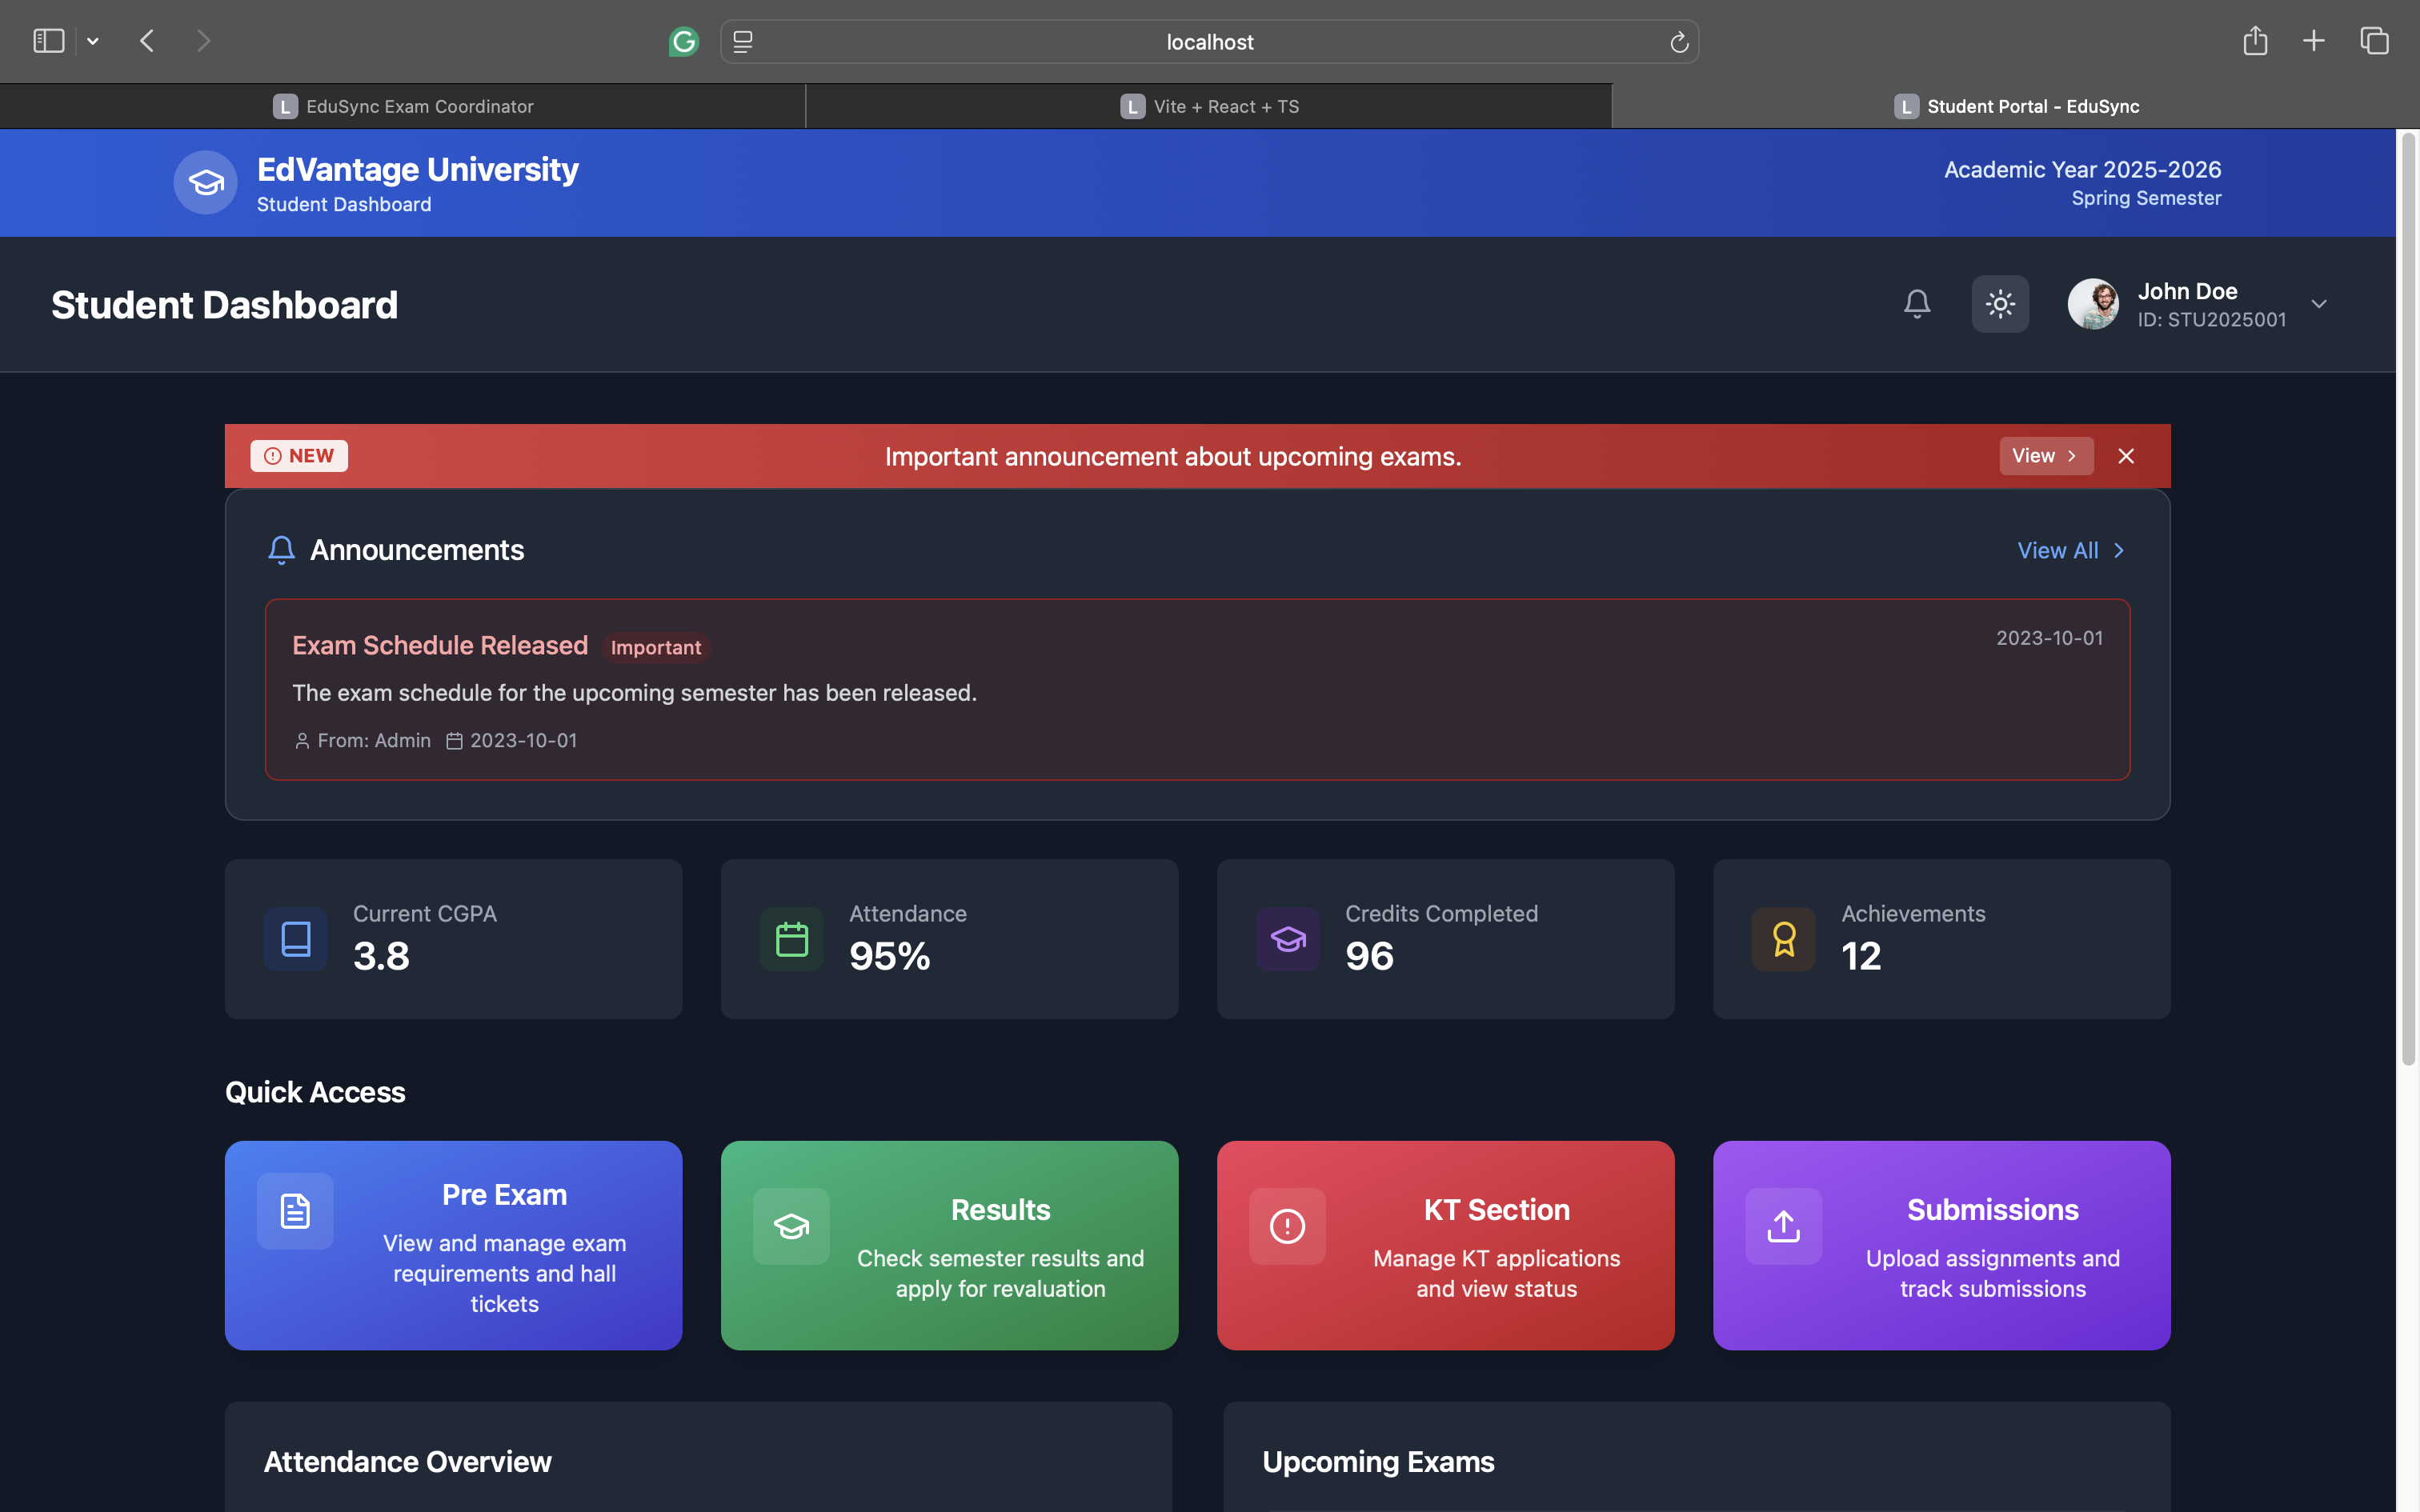 localhost
L EduSync Exam Coordinator
L Vite + React + TS
L Student Portal - EduSync
EdVantage University
Student Dashboard
Academic Year 2025-2026
Spring Semester
Student Dashboard
John Doe
ID: STU2025001
NEW
Important announcement about upcoming exams.
View
Announcements
View All
Exam Schedule Released
Important
2023-10-01
The exam schedule for the upcoming semester has been released.
From: Admin
2023-10-01
Current CGPA
3.8
Attendance
95%
Credits Completed
96
Achievements
12
Quick Access
Pre Exam
View and manage exam
requirements and hall
tickets
Results
Check semester results and
apply for revaluation
KT Section
Manage KT applications
and view status
Submissions
Upload assignments and
track submissions
Attendance Overview
Upcoming Exams